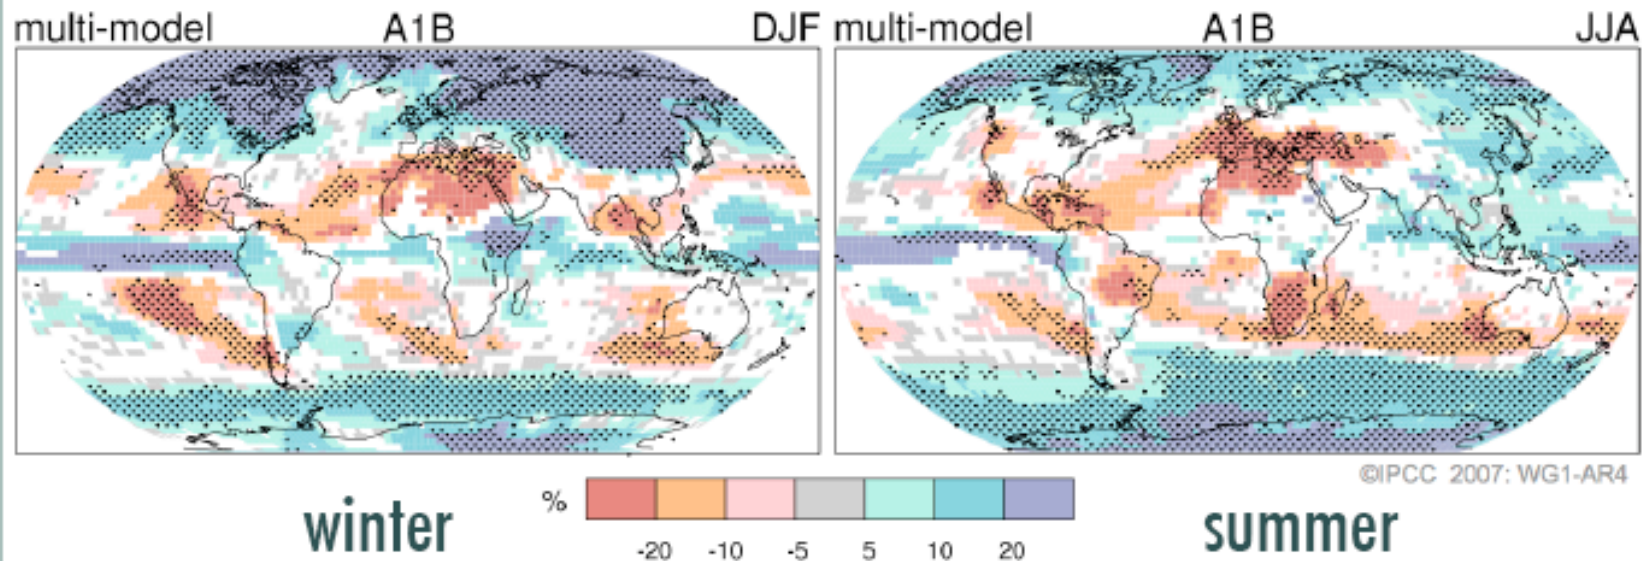 multi-model A1B DJF
multi-model A1B JJA
©IPCC 2007: WG1-AR4
%
-20 -10 -5 5 10 20
winter
summer